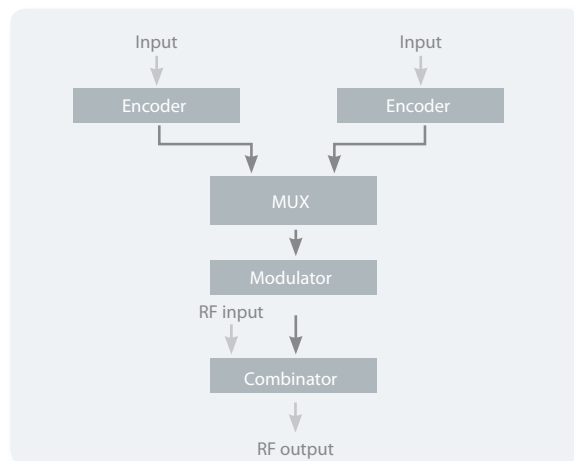 Input
Input
Encoder
Encoder
MUX
Modulator
RF input
Combinator
RF output